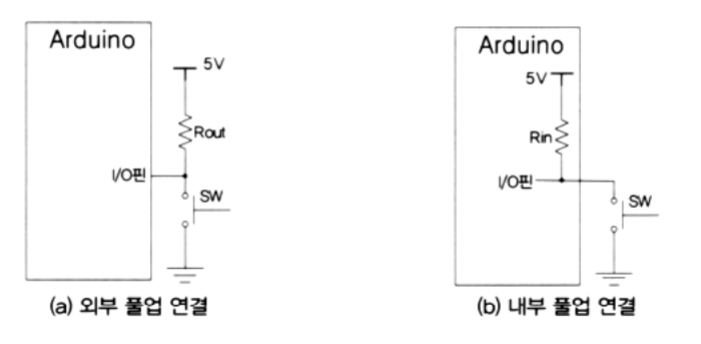 Arduino
5V
Rout
I/O핀
SW
(a) 외부 풀업 연결
Arduino
5V
Rin
I/O핀
SW
(b) 내부 풀업 연결